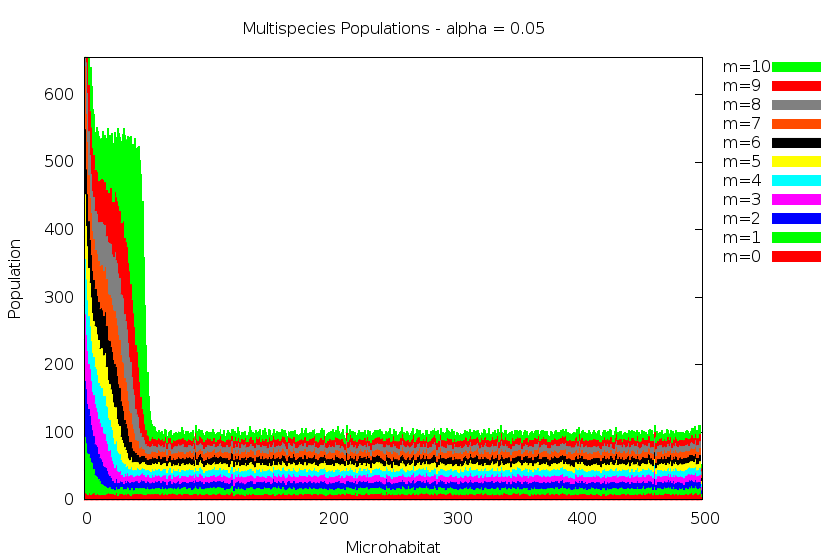 Multispecies Populations - alpha = 0.05
600
500
400
300
200
100
0
Population
0 100 200 300 400 500
Microhabitat
m=10
m=9
m=8
m=7
m=6
m=5
m=4
m=3
m=2
m=1
m=0